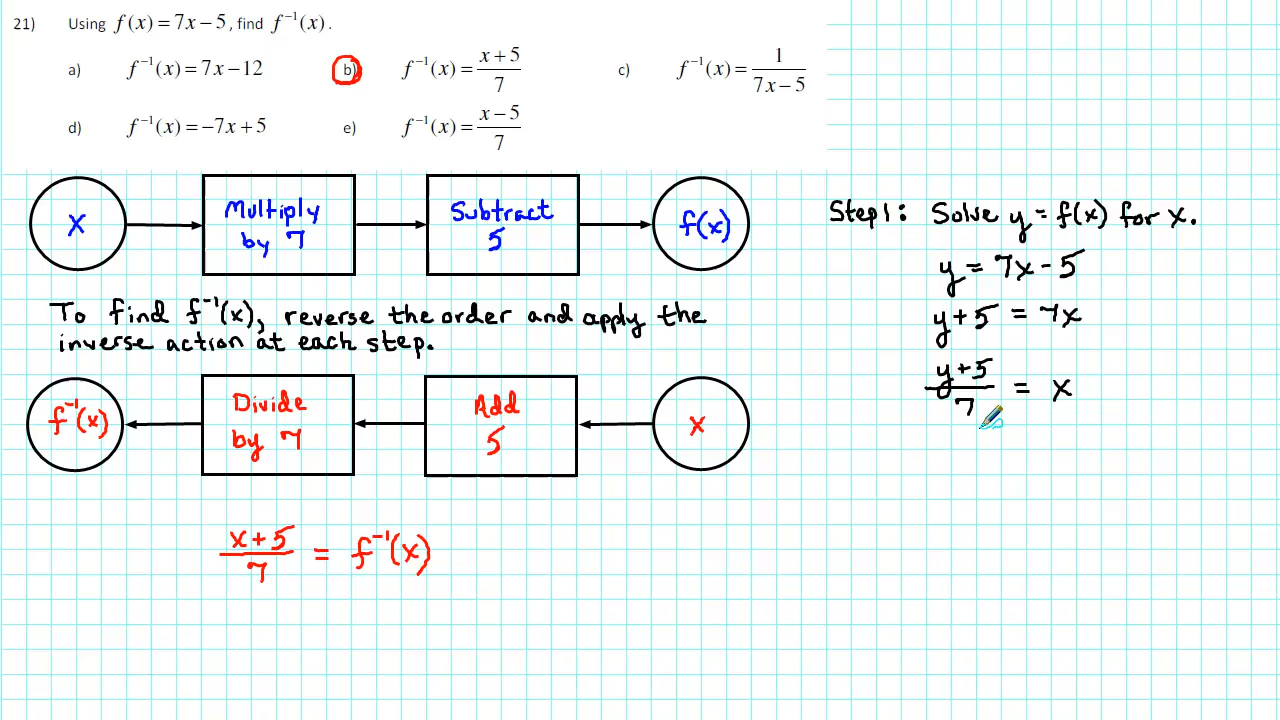 21) Using f(x) = 7x − 5, find f⁻¹(x).
a) f⁻¹(x) = 7x − 12 b) f⁻¹(x) = (x + 5)/7 c) f⁻¹(x) = 1/(7x − 5)
d) f⁻¹(x) = −7x + 5 e) f⁻¹(x) = (x − 5)/7
x Multiply by 7 Subtract 5 f(x)
To find f⁻¹(x), reverse the order and apply the
inverse action at each step.
f⁻¹(x) Divide by 7 Add 5 x
(x + 5)/7 = f⁻¹(x)
Step 1: Solve y = f(x) for x.
y = 7x − 5
y + 5 = 7x
(y + 5)/7 = x